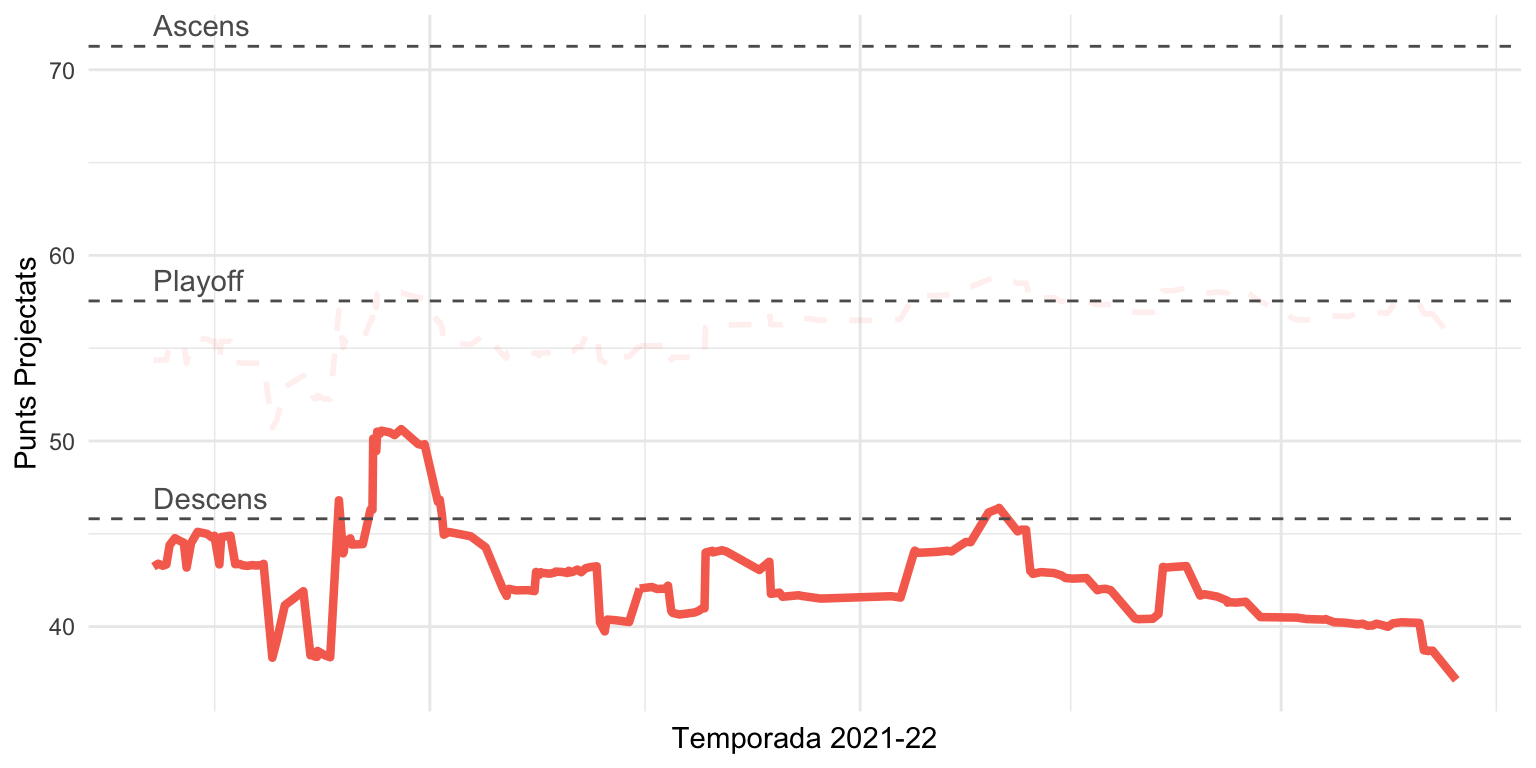 Ascens
70
60
Playoff
50
Descens
40
Punts Projectats
Temporada 2021-22